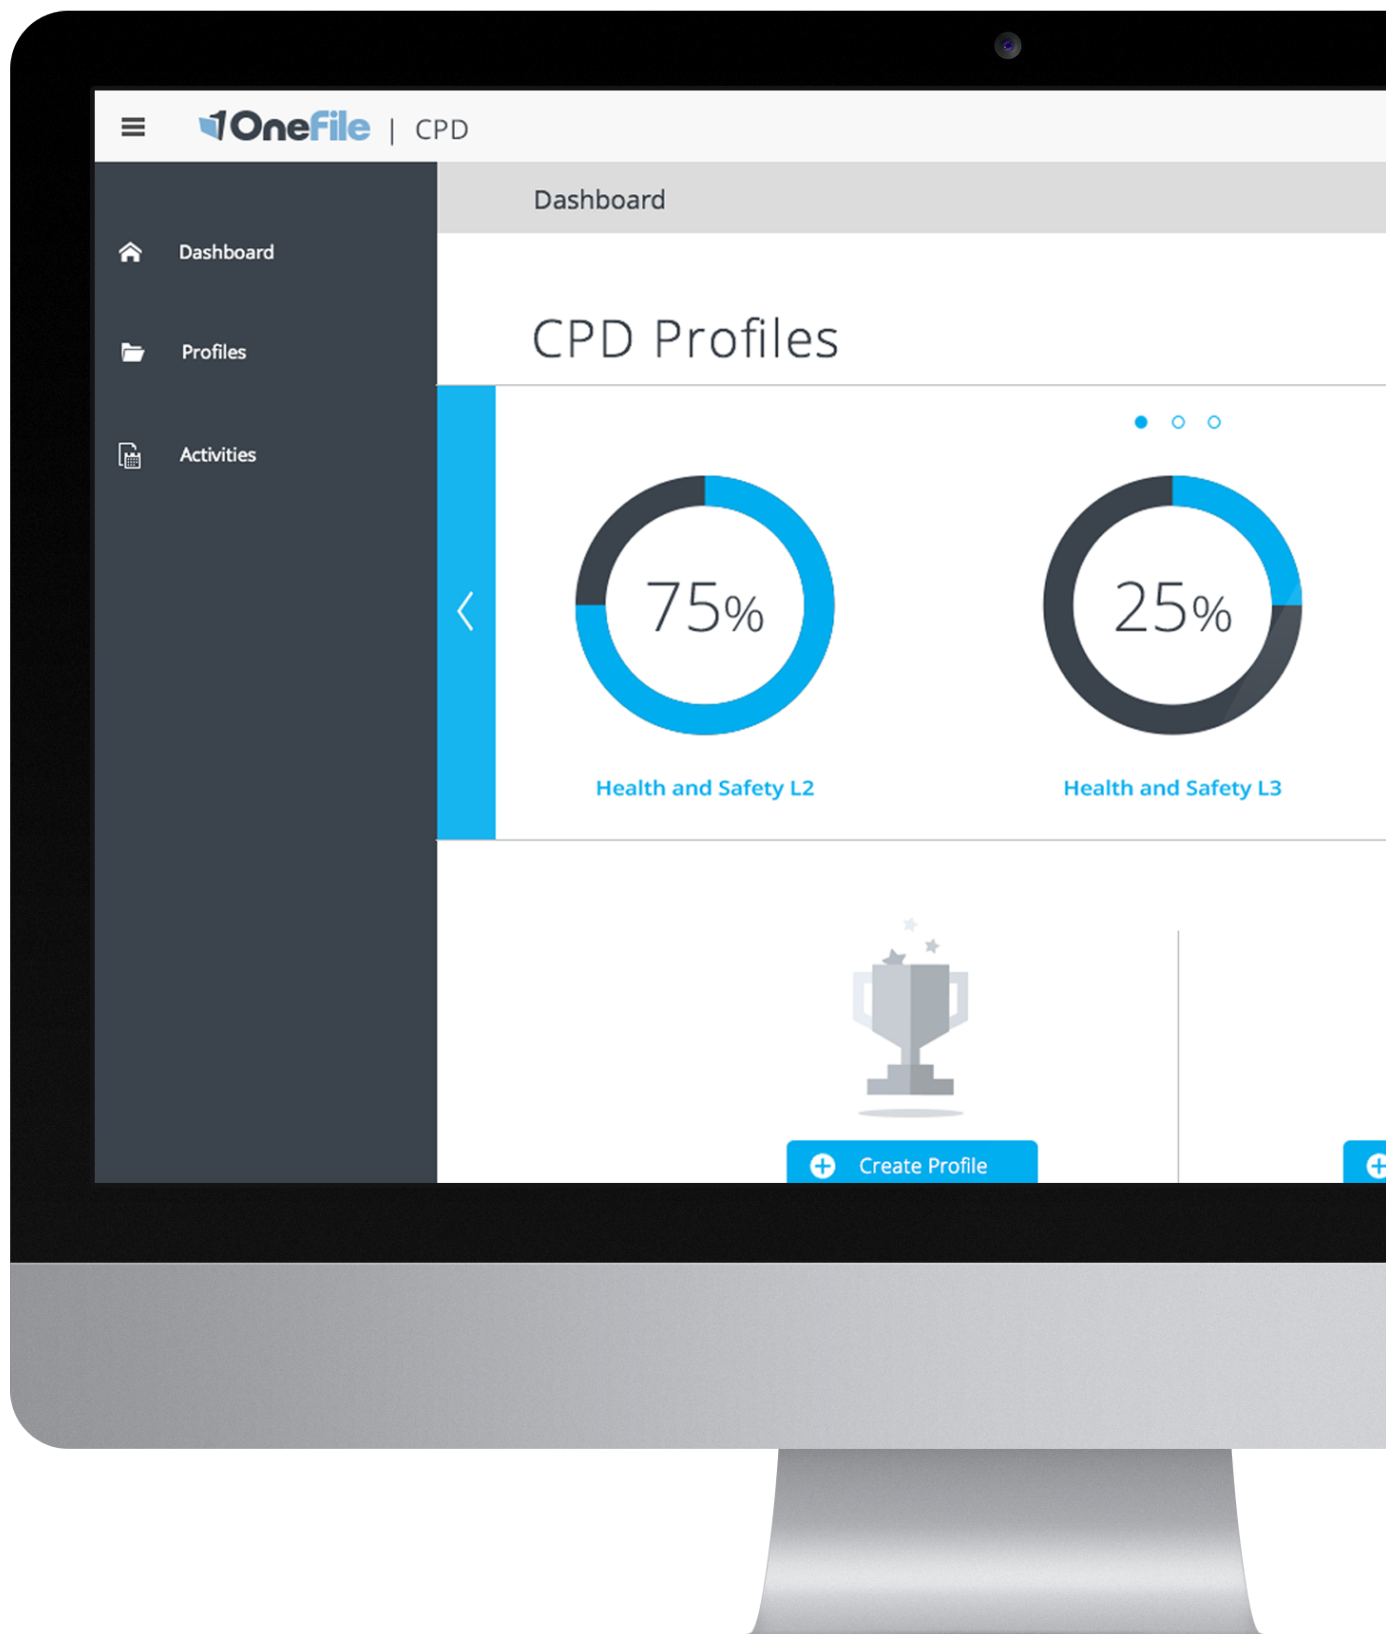 OneFile | CPD
Dashboard
Dashboard
Profiles
Activities
CPD Profiles
75%
25%
Health and Safety L2
Health and Safety L3
Create Profile